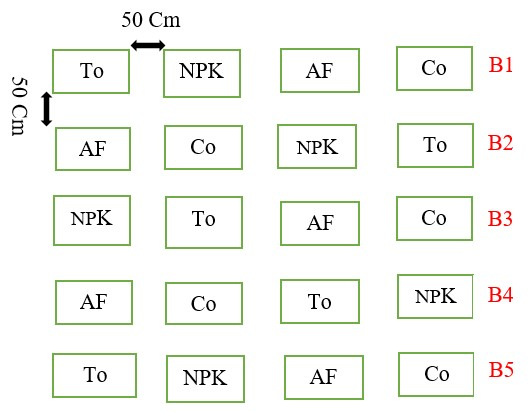 50 Cm
To NPK AF Co B1
50 Cm
AF Co NPK To B2
NPK To AF Co B3
AF Co To NPK B4
To NPK AF Co B5